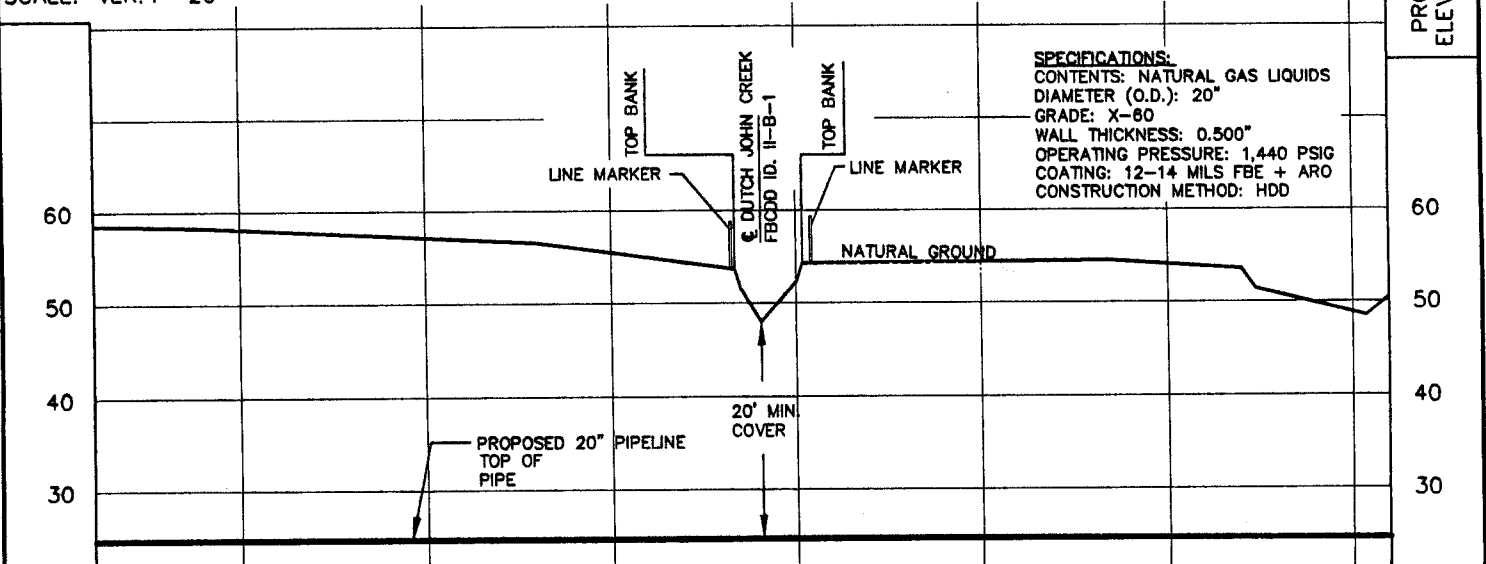 SCALE: VER.1"=20'
PRO
ELEV
SPECIFICATIONS:
CONTENTS: NATURAL GAS LIQUIDS
DIAMETER (O.D.): 20"
GRADE: X-60
WALL THICKNESS: 0.500"
OPERATING PRESSURE: 1,440 PSIG
COATING: 12-14 MILS FBE + ARO
CONSTRUCTION METHOD: HDD
TOP BANK
℄ DUTCH JOHN CREEK
FBCDD ID. II-B-1
TOP BANK
LINE MARKER
LINE MARKER
NATURAL GROUND
60
60
50
50
40
40
20' MIN.
COVER
PROPOSED 20" PIPELINE
TOP OF
PIPE
30
30